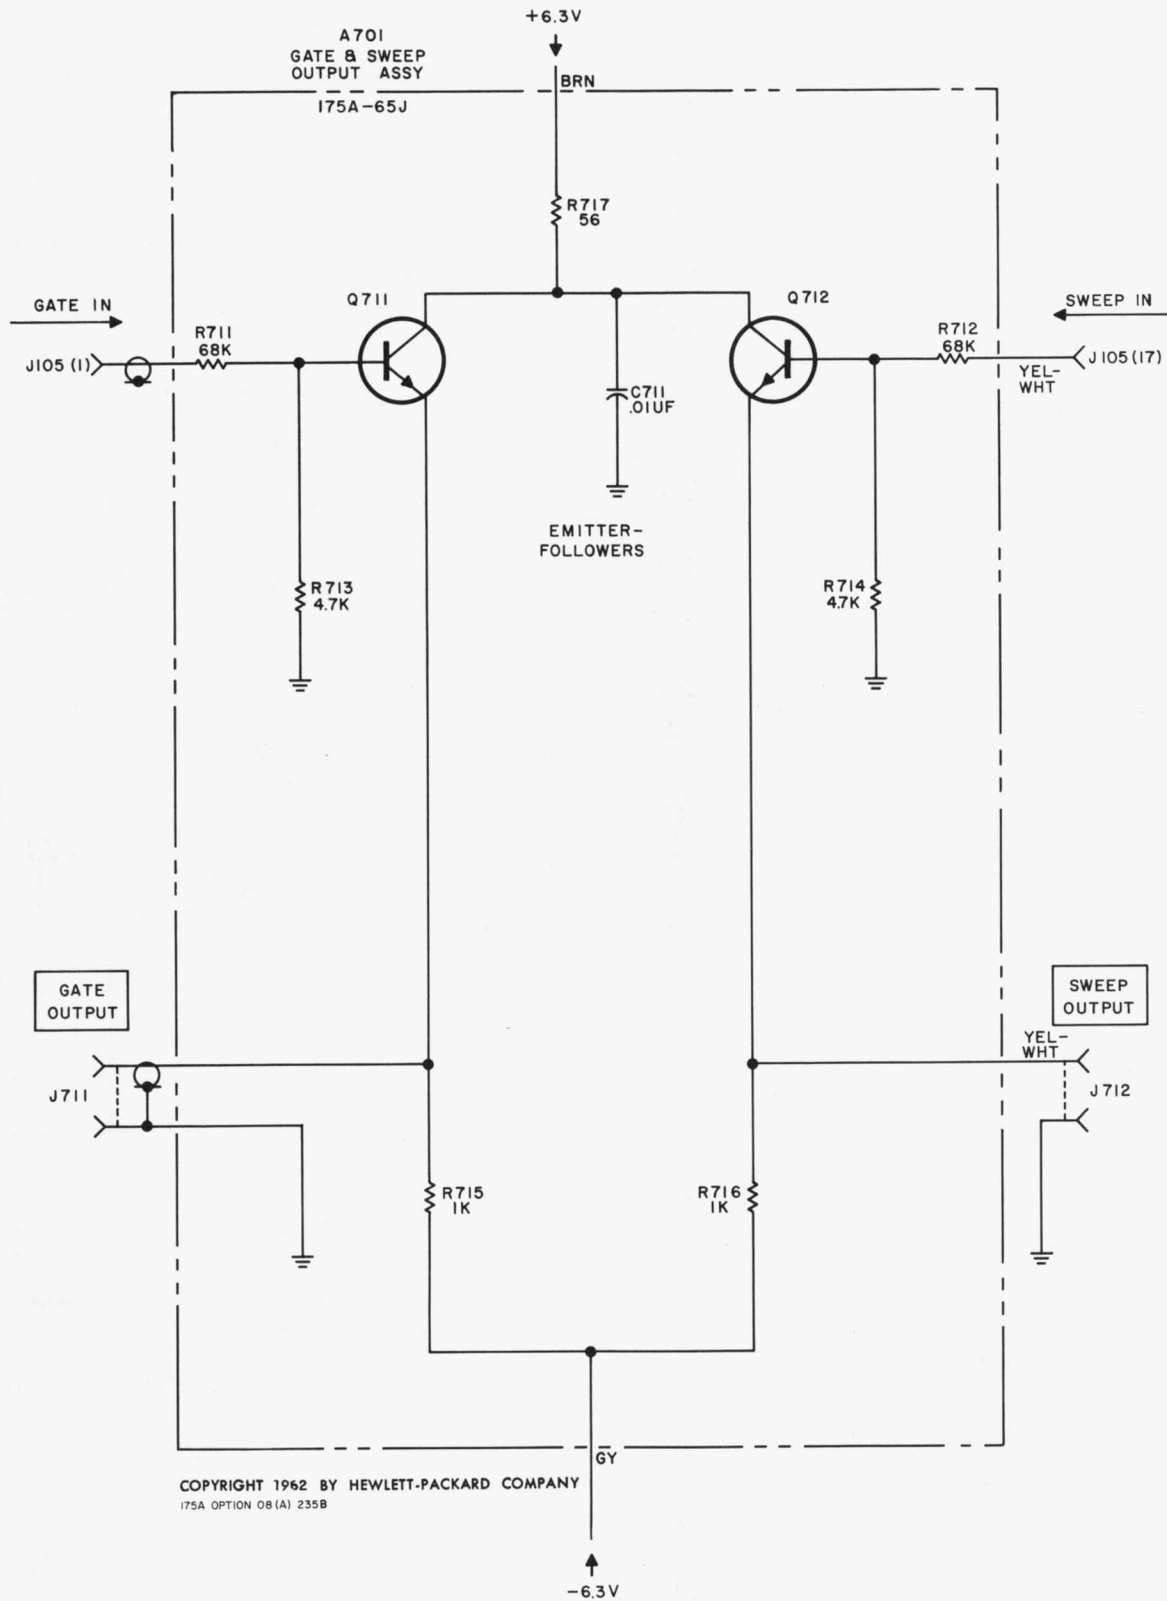 +6.3V
A701
GATE & SWEEP
OUTPUT ASSY
BRN
175A-65J
R717
56
GATE IN
Q711
Q712
SWEEP IN
R711
68K
R712
68K
J105 (1)
J105 (17)
YEL-
WHT
C711
.01UF
EMITTER-
FOLLOWERS
R713
4.7K
R714
4.7K
GATE
OUTPUT
SWEEP
OUTPUT
YEL-
WHT
J711
J712
R715
1K
R716
1K
GY
COPYRIGHT 1962 BY HEWLETT-PACKARD COMPANY
175A OPTION 08 (A) 235B
-6.3V